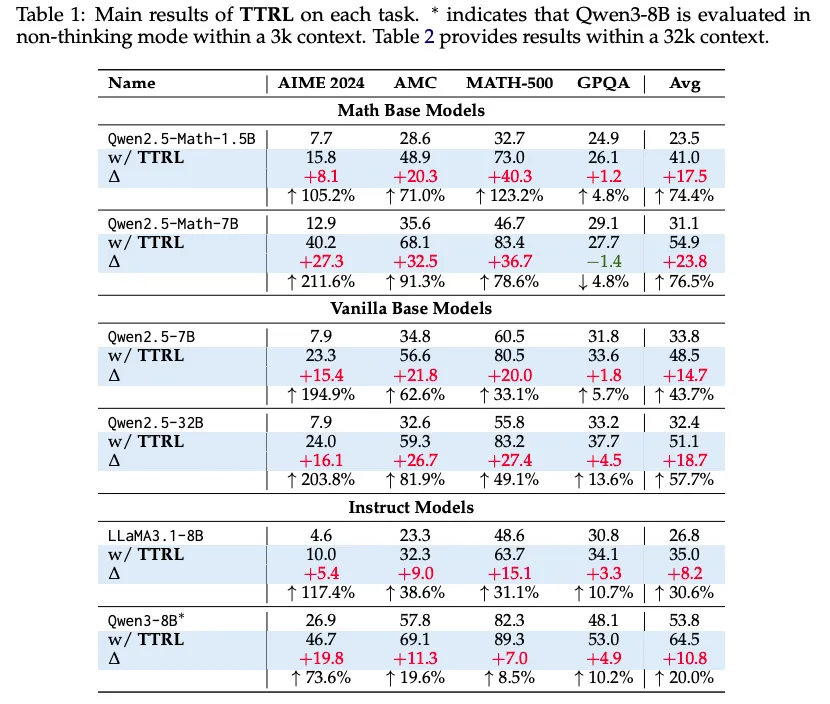 Table 1: Main results of TTRL on each task. * indicates that Qwen3-8B is evaluated in
non-thinking mode within a 3k context. Table 2 provides results within a 32k context.
Name AIME 2024 AMC MATH-500 GPQA Avg
Math Base Models
Qwen2.5-Math-1.5B 7.7 28.6 32.7 24.9 23.5
w/ TTRL 15.8 48.9 73.0 26.1 41.0
Δ +8.1 +20.3 +40.3 +1.2 +17.5
↑ 105.2% ↑ 71.0% ↑ 123.2% ↑ 4.8% ↑ 74.4%
Qwen2.5-Math-7B 12.9 35.6 46.7 29.1 31.1
w/ TTRL 40.2 68.1 83.4 27.7 54.9
Δ +27.3 +32.5 +36.7 −1.4 +23.8
↑ 211.6% ↑ 91.3% ↑ 78.6% ↓ 4.8% ↑ 76.5%
Vanilla Base Models
Qwen2.5-7B 7.9 34.8 60.5 31.8 33.8
w/ TTRL 23.3 56.6 80.5 33.6 48.5
Δ +15.4 +21.8 +20.0 +1.8 +14.7
↑ 194.9% ↑ 62.6% ↑ 33.1% ↑ 5.7% ↑ 43.7%
Qwen2.5-32B 7.9 32.6 55.8 33.2 32.4
w/ TTRL 24.0 59.3 83.2 37.7 51.1
Δ +16.1 +26.7 +27.4 +4.5 +18.7
↑ 203.8% ↑ 81.9% ↑ 49.1% ↑ 13.6% ↑ 57.7%
Instruct Models
LLaMA3.1-8B 4.6 23.3 48.6 30.8 26.8
w/ TTRL 10.0 32.3 63.7 34.1 35.0
Δ +5.4 +9.0 +15.1 +3.3 +8.2
↑ 117.4% ↑ 38.6% ↑ 31.1% ↑ 10.7% ↑ 30.6%
Qwen3-8B* 26.9 57.8 82.3 48.1 53.8
w/ TTRL 46.7 69.1 89.3 53.0 64.5
Δ +19.8 +11.3 +7.0 +4.9 +10.8
↑ 73.6% ↑ 19.6% ↑ 8.5% ↑ 10.2% ↑ 20.0%